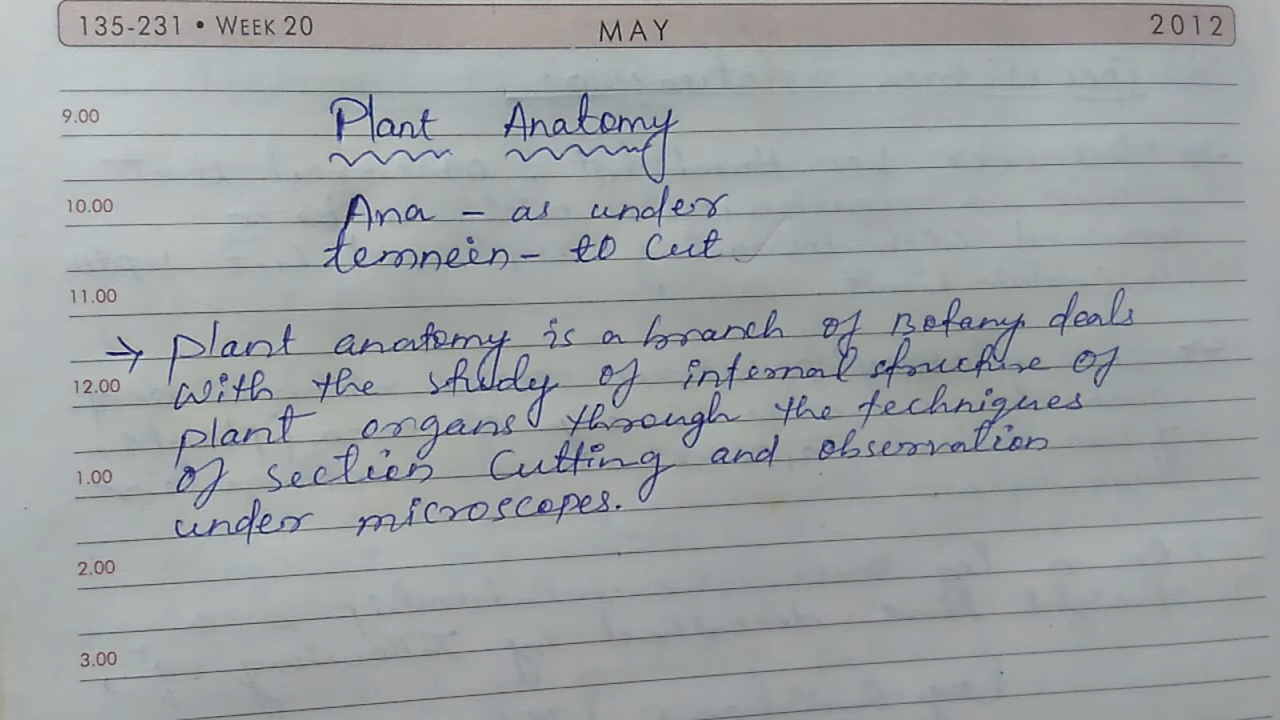 135-231 • WEEK 20 MAY 2012
9.00
Plant Anatomy
10.00
Ana - as under
temnein - to cut
11.00
→ plant anatomy is a branch of Botany deals
12.00
with the study of internal structure of
plant organs through the techniques
1.00
of section cutting and observation
under microscopes.
2.00
3.00